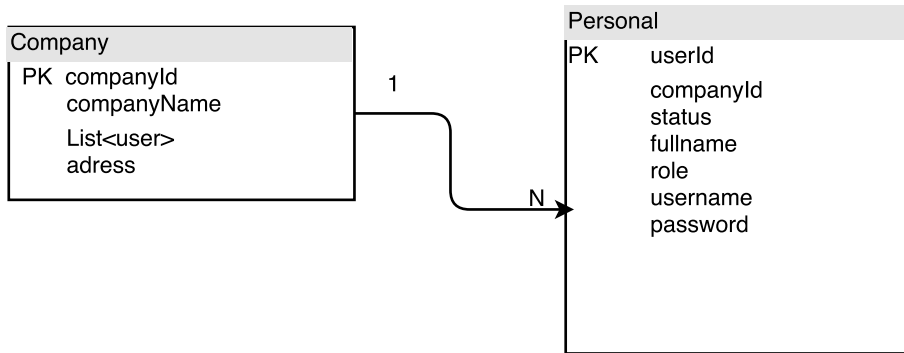 Company
PK companyId
companyName
List<user>
adress
1
N
Personal
PK userId
companyId
status
fullname
role
username
password